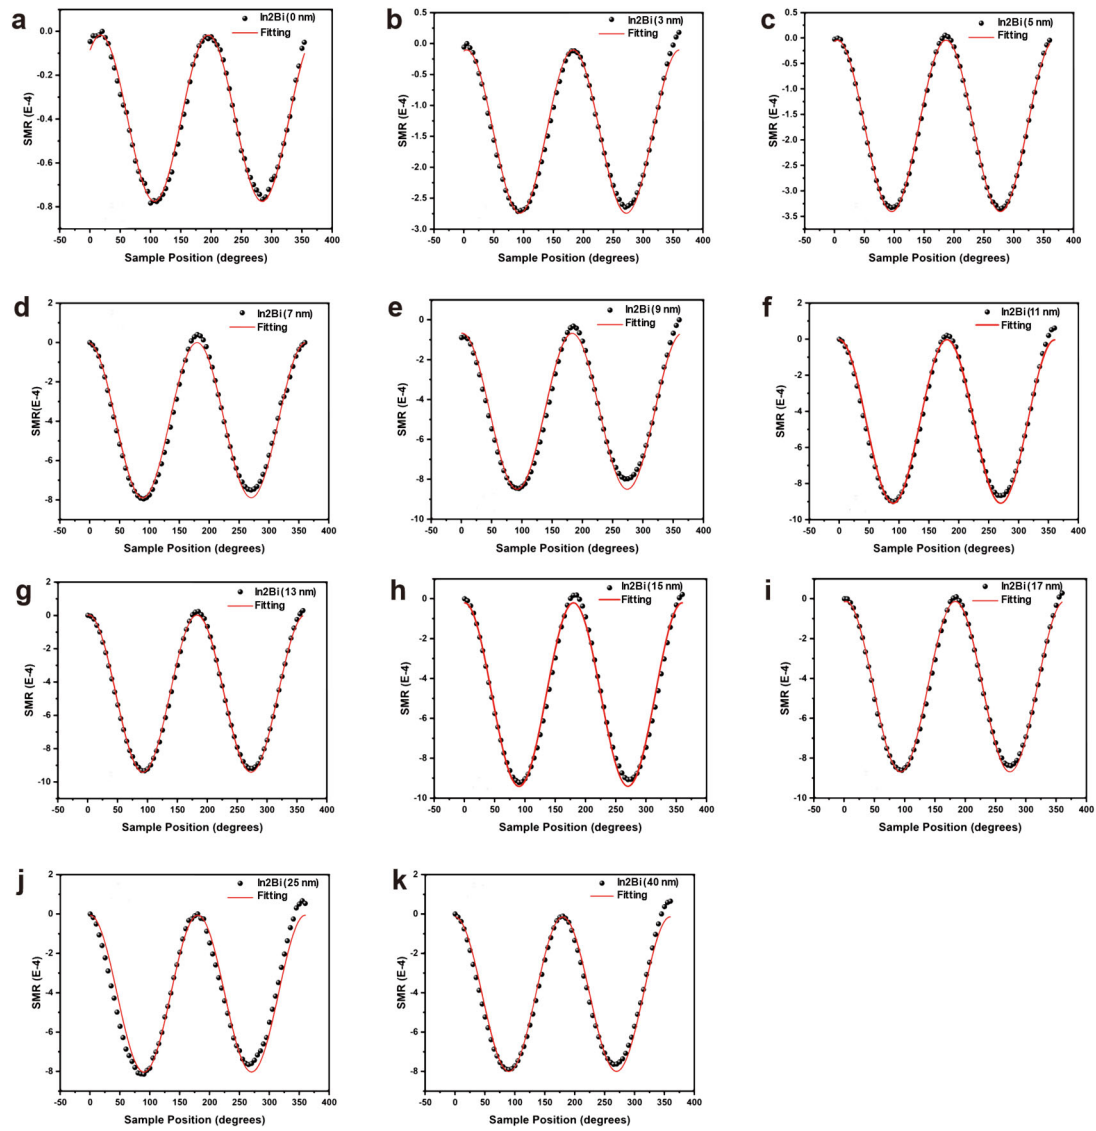 a
In2Bi (0 nm)
Fitting
SMR (E-4)
0.0
-0.2
-0.4
-0.6
-0.8
-50 0 50 100 150 200 250 300 350 400
Sample Position (degrees)
b
In2Bi (3 nm)
Fitting
SMR (E-4)
0.5
0.0
-0.5
-1.0
-1.5
-2.0
-2.5
-3.0
-50 0 50 100 150 200 250 300 350 400
Sample Position (degrees)
c
In2Bi (5 nm)
Fitting
SMR (E-4)
0.5
0.0
-0.5
-1.0
-1.5
-2.0
-2.5
-3.0
-3.5
-50 0 50 100 150 200 250 300 350 400
Sample Position (degrees)
d
In2Bi (7 nm)
Fitting
SMR(E-4)
2
0
-2
-4
-6
-8
-50 0 50 100 150 200 250 300 350 400
Sample Position (degrees)
e
In2Bi (9 nm)
Fitting
SMR (E-4)
0
-2
-4
-6
-8
-10
-50 0 50 100 150 200 250 300 350 400
Sample Position (degrees)
f
In2Bi (11 nm)
Fitting
SMR (E-4)
2
0
-2
-4
-6
-8
-10
-50 0 50 100 150 200 250 300 350 400
Sample Position (degrees)
g
In2Bi (13 nm)
Fitting
SMR (E-4)
2
0
-2
-4
-6
-8
-10
-50 0 50 100 150 200 250 300 350 400
Sample Position (degrees)
h
In2Bi (15 nm)
Fitting
SMR (E-4)
0
-2
-4
-6
-8
-10
-50 0 50 100 150 200 250 300 350 400
Sample Position (degrees)
i
In2Bi (17 nm)
Fitting
SMR (E-4)
0
-2
-4
-6
-8
-10
-50 0 50 100 150 200 250 300 350 400
Sample Position (degrees)
j
In2Bi (25 nm)
Fitting
SMR (E-4)
2
0
-2
-4
-6
-8
-50 0 50 100 150 200 250 300 350 400
Sample Position (degrees)
k
In2Bi (40 nm)
Fitting
SMR (E-4)
2
0
-2
-4
-6
-8
-50 0 50 100 150 200 250 300 350 400
Sample Position (degrees)